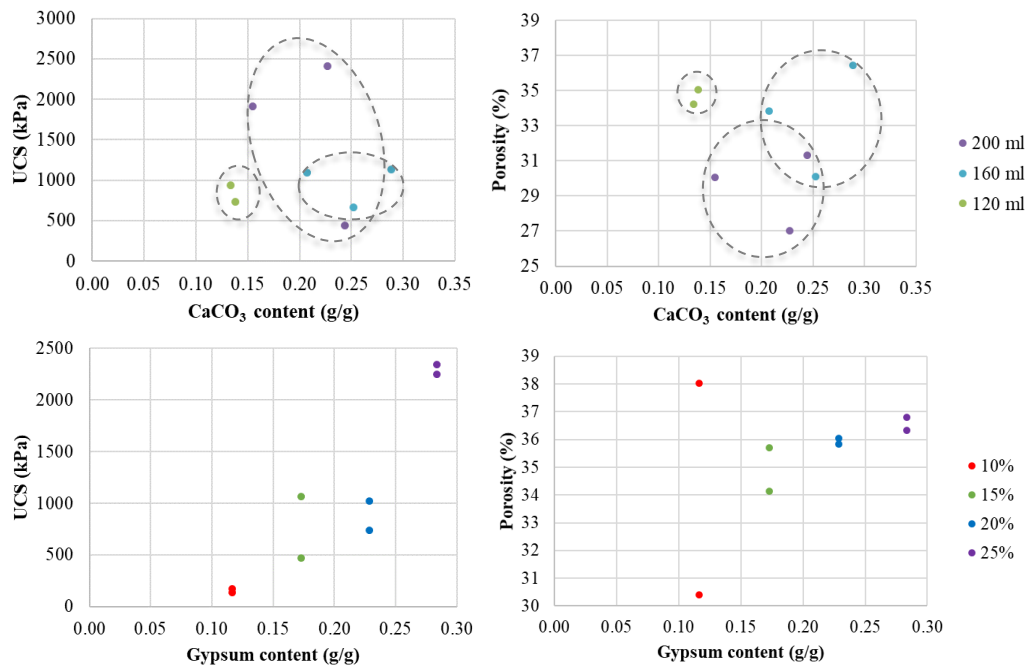 3000
2500
2000
1500
1000
500
0
UCS (kPa)
0.00 0.05 0.10 0.15 0.20 0.25 0.30 0.35
CaCO₃ content (g/g)
39
37
35
33
31
29
27
25
Porosity (%)
0.00 0.05 0.10 0.15 0.20 0.25 0.30 0.35
CaCO₃ content (g/g)
200 ml
160 ml
120 ml
2500
2000
1500
1000
500
0
UCS (kPa)
0.00 0.05 0.10 0.15 0.20 0.25 0.30
Gypsum content (g/g)
39
38
37
36
35
34
33
32
31
30
Porosity (%)
0.00 0.05 0.10 0.15 0.20 0.25 0.30
Gypsum content (g/g)
10%
15%
20%
25%